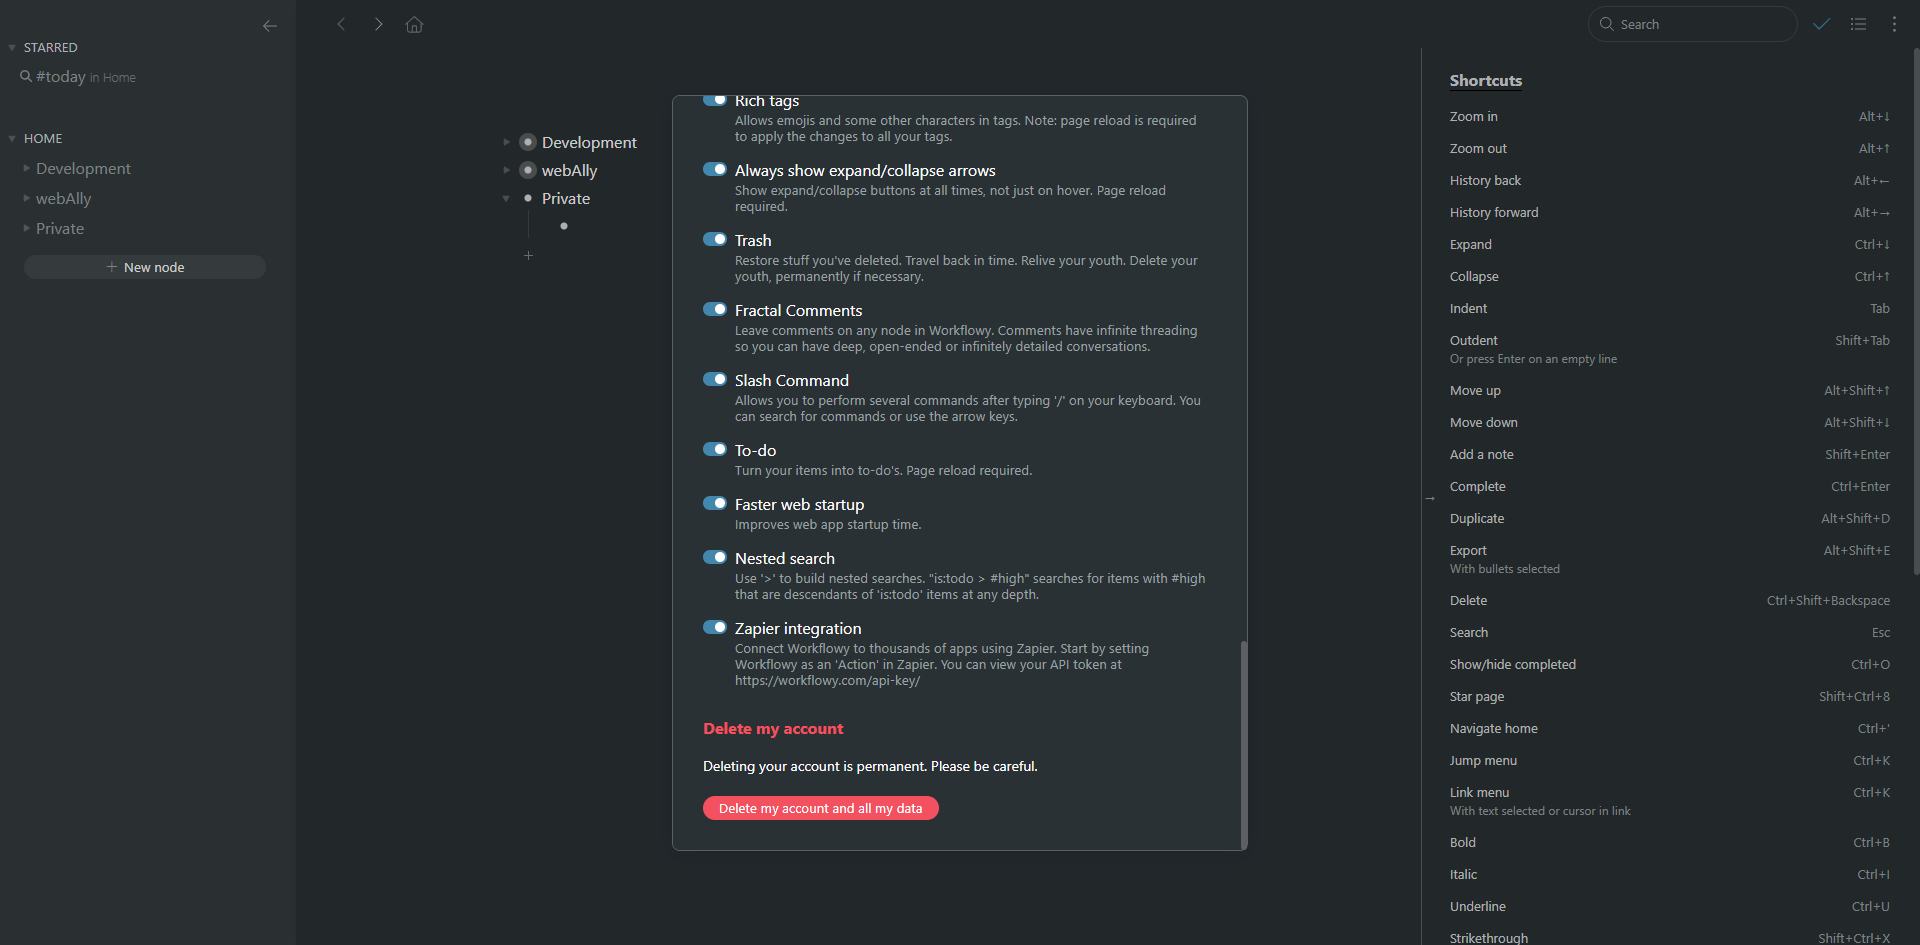 STARRED
#today in Home
HOME
Development
webAlly
Private
New node
Search
Development
webAlly
Private
Rich tags
Allows emojis and some other characters in tags. Note: page reload is required
to apply the changes to all your tags.
Always show expand/collapse arrows
Show expand/collapse buttons at all times, not just on hover. Page reload
required.
Trash
Restore stuff you've deleted. Travel back in time. Relive your youth. Delete your
youth, permanently if necessary.
Fractal Comments
Leave comments on any node in Workflowy. Comments have infinite threading
so you can have deep, open-ended or infinitely detailed conversations.
Slash Command
Allows you to perform several commands after typing '/' on your keyboard. You
can search for commands or use the arrow keys.
To-do
Turn your items into to-do's. Page reload required.
Faster web startup
Improves web app startup time.
Nested search
Use '>' to build nested searches. "is:todo > #high" searches for items with #high
that are descendants of 'is:todo' items at any depth.
Zapier integration
Connect Workflowy to thousands of apps using Zapier. Start by setting
Workflowy as an 'Action' in Zapier. You can view your API token at
https://workflowy.com/api-key/
Delete my account
Deleting your account is permanent. Please be careful.
Delete my account and all my data
Shortcuts
Zoom in Alt+↓
Zoom out Alt+↑
History back Alt+←
History forward Alt+→
Expand Ctrl+↓
Collapse Ctrl+↑
Indent Tab
Outdent Shift+Tab
Or press Enter on an empty line
Move up Alt+Shift+↑
Move down Alt+Shift+↓
Add a note Shift+Enter
Complete Ctrl+Enter
Duplicate Alt+Shift+D
Export Alt+Shift+E
With bullets selected
Delete Ctrl+Shift+Backspace
Search Esc
Show/hide completed Ctrl+O
Star page Shift+Ctrl+8
Navigate home Ctrl+'
Jump menu Ctrl+K
Link menu Ctrl+K
With text selected or cursor in link
Bold Ctrl+B
Italic Ctrl+I
Underline Ctrl+U
Strikethrough Shift+Ctrl+X